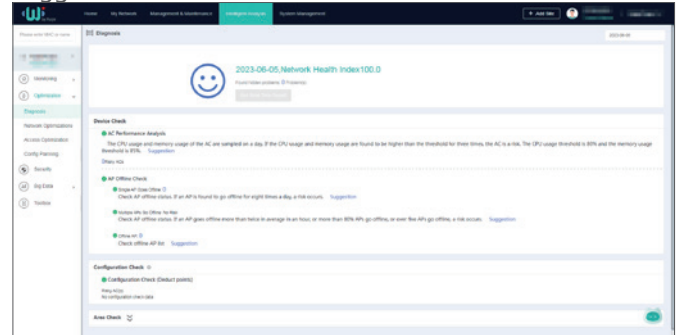 Home My Network Management & Maintenance Intelligent Analysis System Management + Add Site
Diagnosis
2023-06-05,Network Health Index100.0
Monitoring
Optimization
Diagnosis
Network Optimizations
Access Optimization
Config Planning
Security
Big Data
Toolbox
Device Check
AC Performance Analysis
The CPU usage and memory usage of the AC are sampled on a day. If the CPU usage and memory usage are found to be higher than the threshold for three times, the AC is a risk. The CPU usage threshold is 80% and the memory usage
threshold is 85%. Suggestion
AP Offline Check
Check AP offline status. If an AP is found to go offline for eight times a day, a risk occurs. Suggestion
Check AP offline status. If an AP goes offline more than twice in average in an hour, or more than 80% APs go offline, or over five APs go offline, a risk occurs. Suggestion
Check offline AP list Suggestion
Configuration Check
Configuration Check (Deduct points)
No configuration check data
Area Check